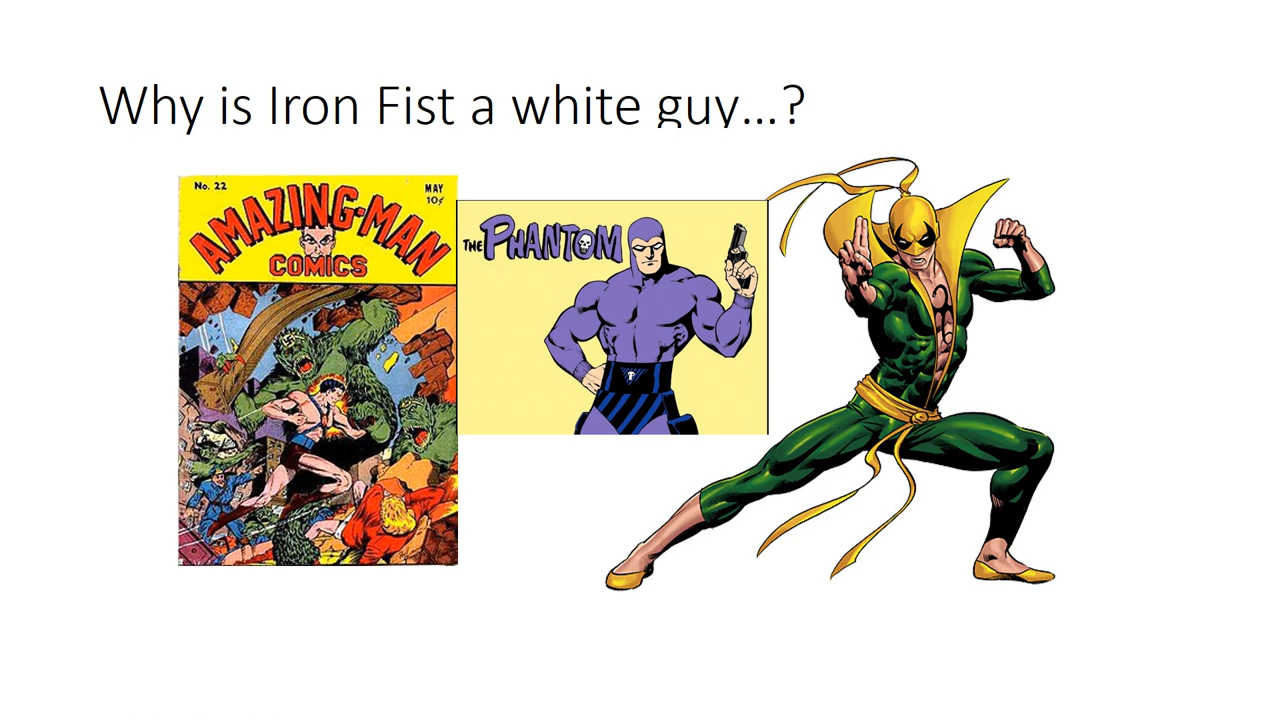 Why is Iron Fist a white guy...?
No. 22
MAY
10¢
AMAZING-MAN
COMICS
THE PHANTOM